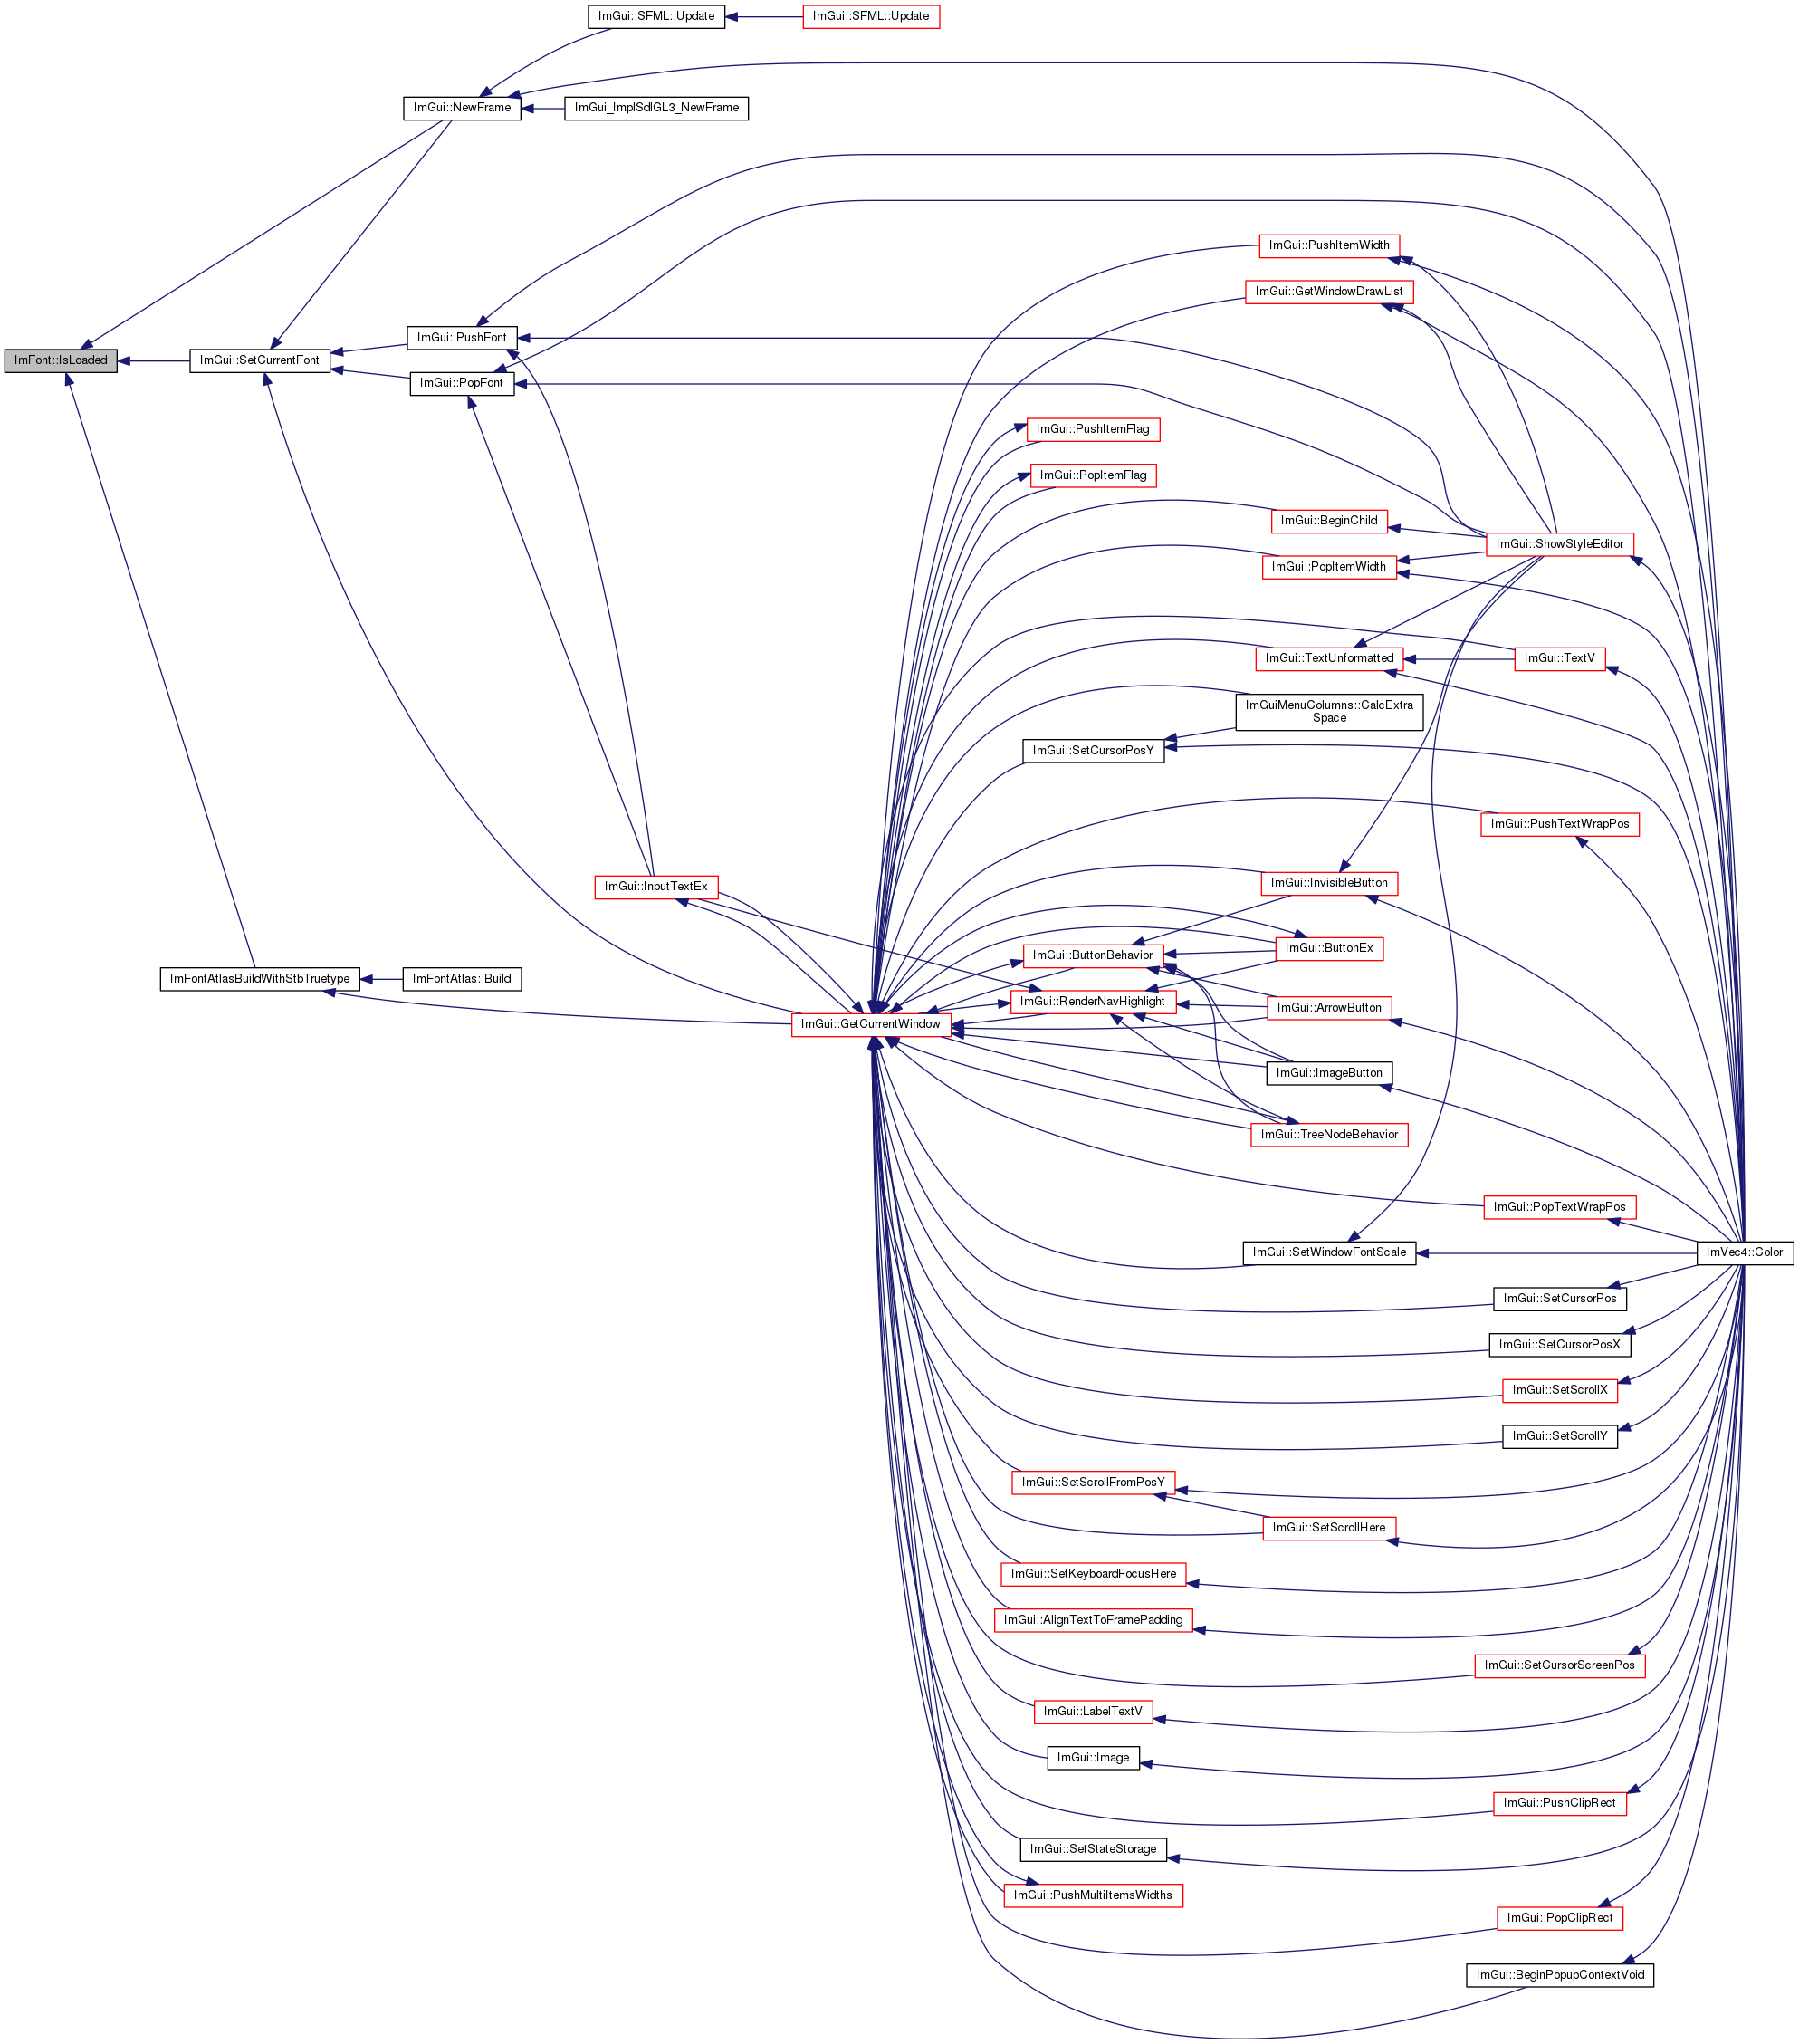 ImGui::SFML::Update
ImGui::SFML::Update
ImGui::NewFrame
ImGui_ImplSdlGL3_NewFrame
ImGui::PushItemWidth
ImGui::GetWindowDrawList
ImGui::PushFont
ImFont::IsLoaded
ImGui::SetCurrentFont
ImGui::PopFont
ImGui::PushItemFlag
ImGui::PopItemFlag
ImGui::BeginChild
ImGui::ShowStyleEditor
ImGui::PopItemWidth
ImGui::TextUnformatted
ImGui::TextV
ImGuiMenuColumns::CalcExtra
Space
ImGui::SetCursorPosY
ImGui::PushTextWrapPos
ImGui::InputTextEx
ImGui::InvisibleButton
ImGui::ButtonEx
ImGui::ButtonBehavior
ImFontAtlasBuildWithStbTruetype
ImFontAtlas::Build
ImGui::RenderNavHighlight
ImGui::ArrowButton
ImGui::GetCurrentWindow
ImGui::ImageButton
ImGui::TreeNodeBehavior
ImGui::PopTextWrapPos
ImGui::SetWindowFontScale
ImVec4::Color
ImGui::SetCursorPos
ImGui::SetCursorPosX
ImGui::SetScrollX
ImGui::SetScrollY
ImGui::SetScrollFromPosY
ImGui::SetScrollHere
ImGui::SetKeyboardFocusHere
ImGui::AlignTextToFramePadding
ImGui::SetCursorScreenPos
ImGui::LabelTextV
ImGui::Image
ImGui::PushClipRect
ImGui::SetStateStorage
ImGui::PushMultiItemsWidths
ImGui::PopClipRect
ImGui::BeginPopupContextVoid